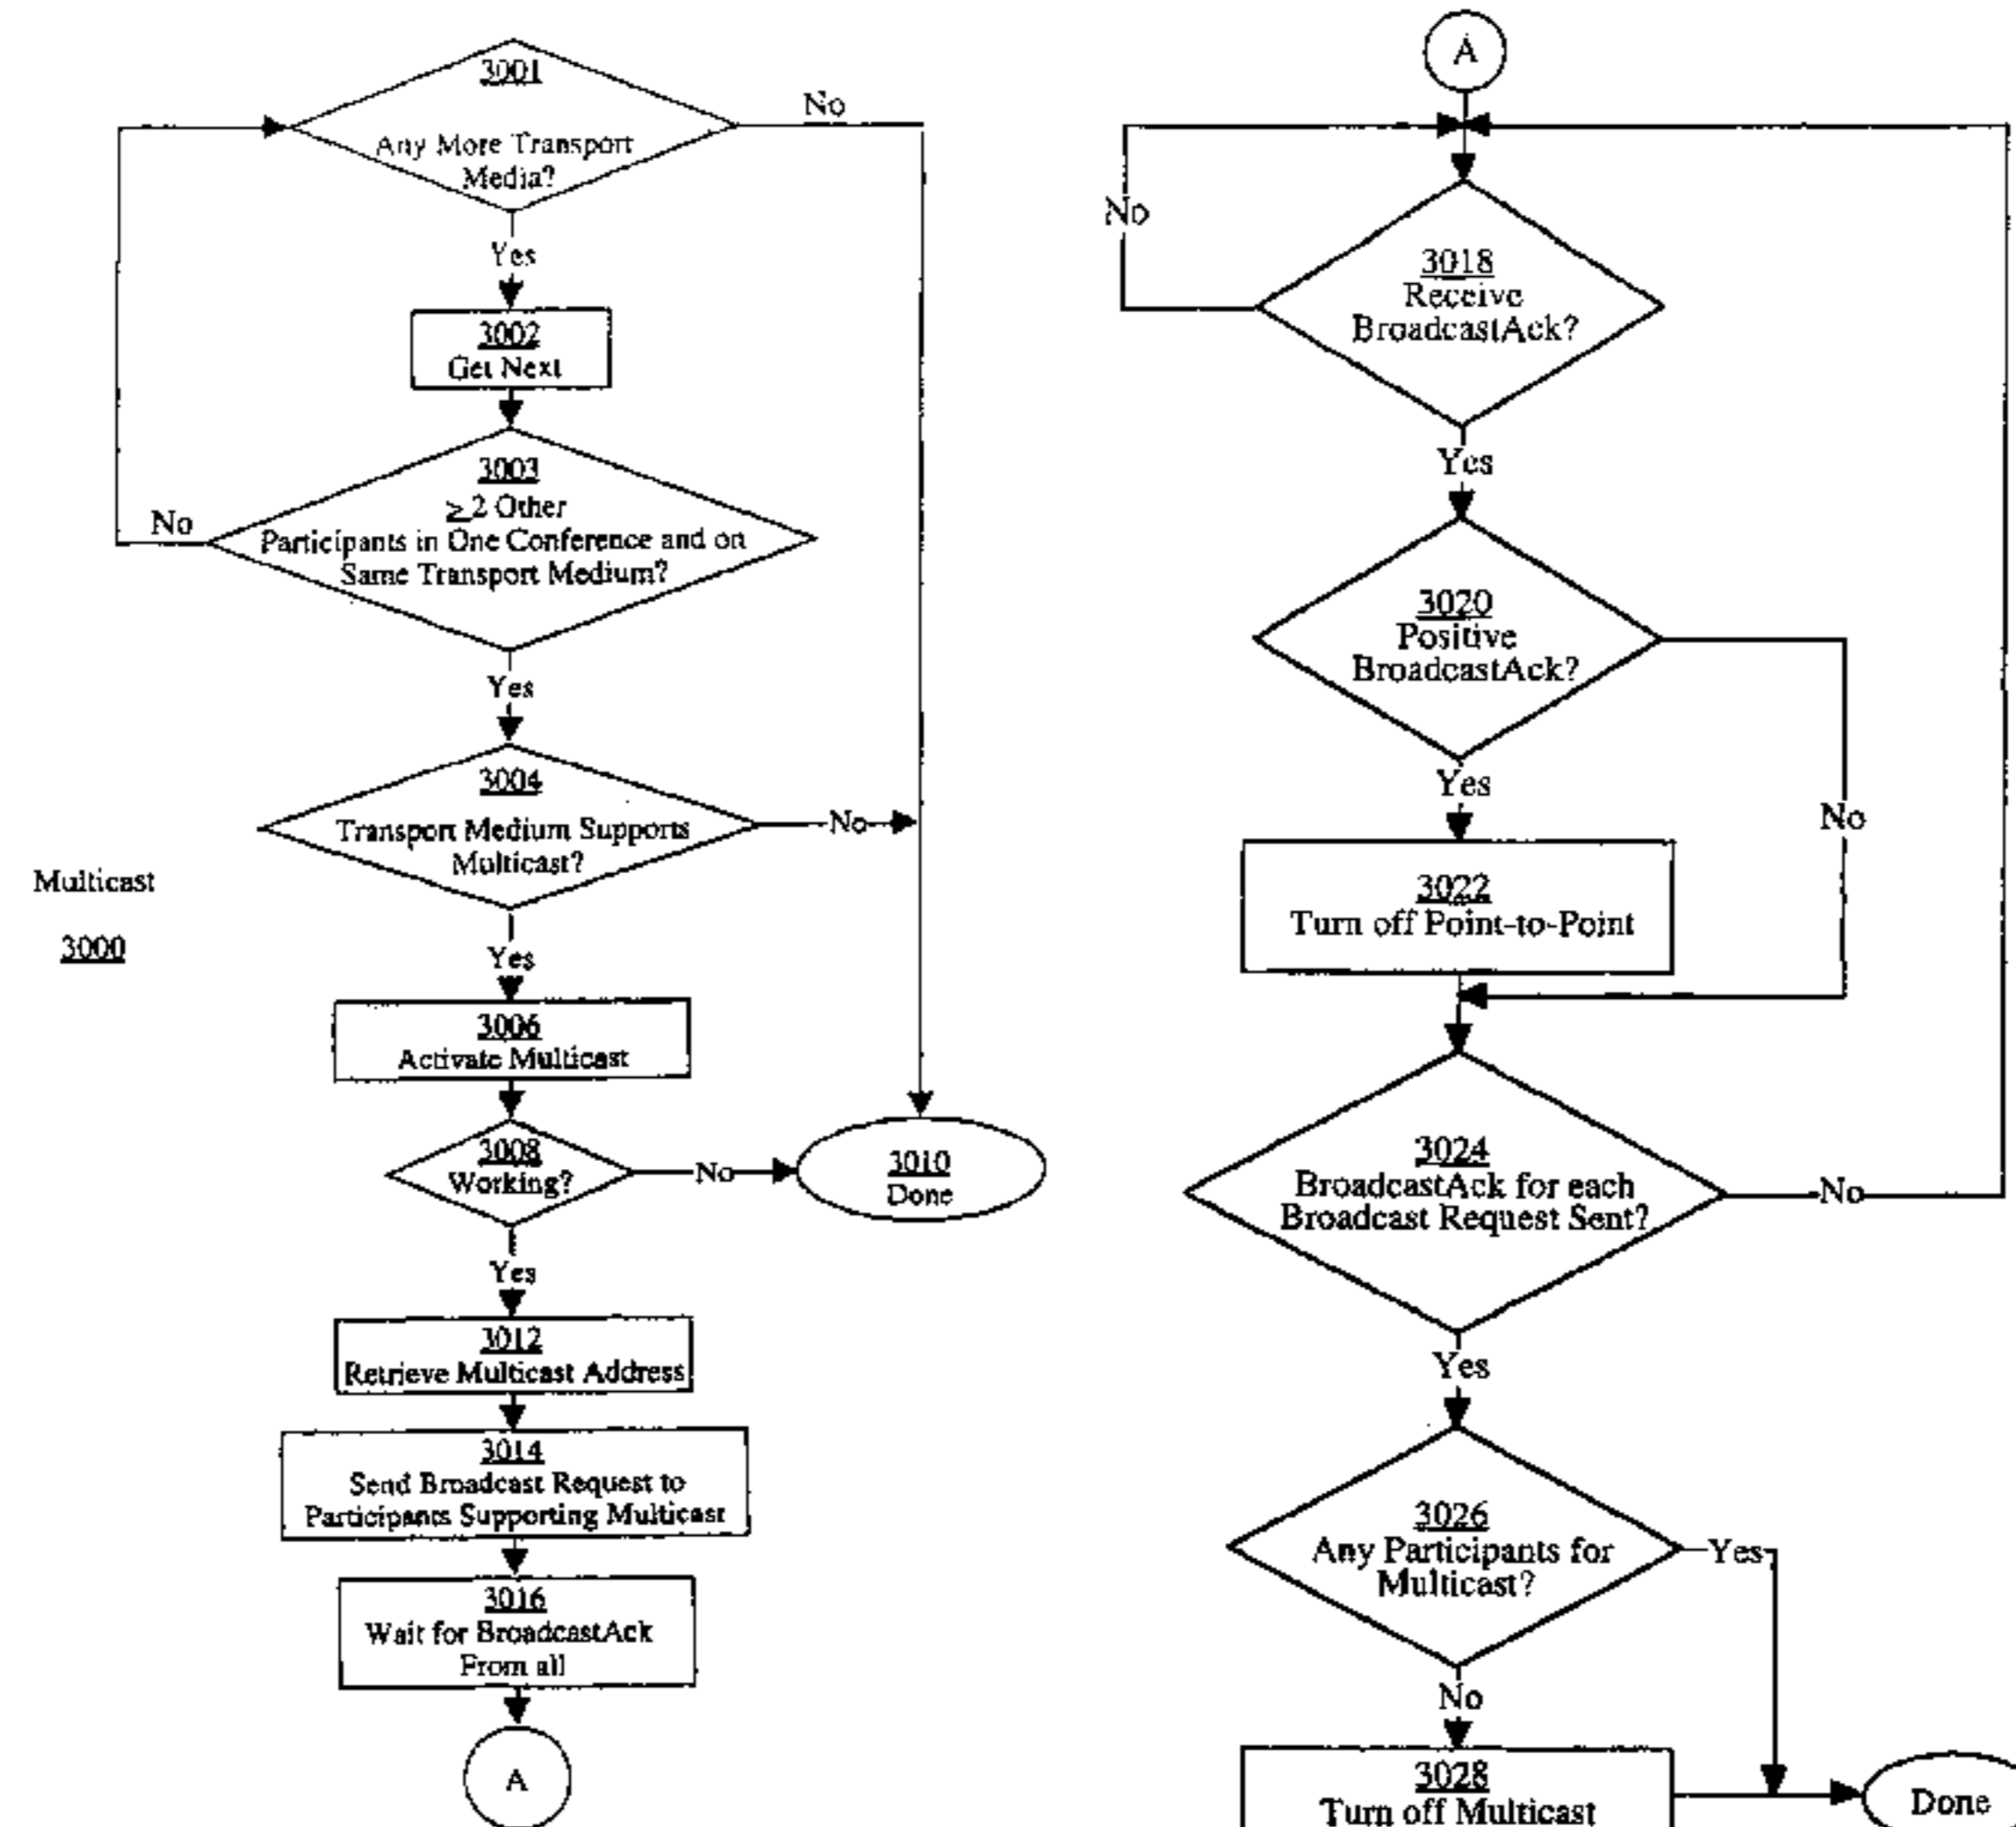 3001
Any More Transport
Media?
No
Yes
3002
Get Next
3003
≥2 Other
Participants in One Conference and on
Same Transport Medium?
No
Yes
3004
Transport Medium Supports
Multicast?
No
Yes
Multicast
3000
3006
Activate Multicast
3008
Working?
No
3010
Done
Yes
3012
Retrieve Multicast Address
3014
Send Broadcast Request to
Participants Supporting Multicast
3016
Wait for BroadcastAck
From all
A
A
No
3018
Receive
BroadcastAck?
Yes
3020
Positive
BroadcastAck?
Yes
No
3022
Turn off Point-to-Point
3024
BroadcastAck for each
Broadcast Request Sent?
No
Yes
3026
Any Participants for
Multicast?
Yes
No
3028
Turn off Multicast
Done